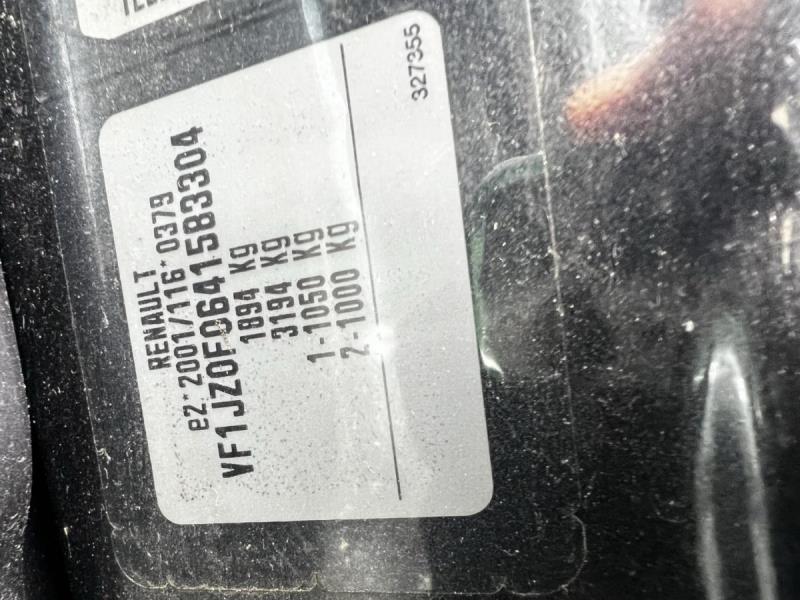 RENAULT
e2*2001/116*0379
VF1JZ0F0641583304
1894 Kg
3194 Kg
1-1050 Kg
2-1000 Kg
327355